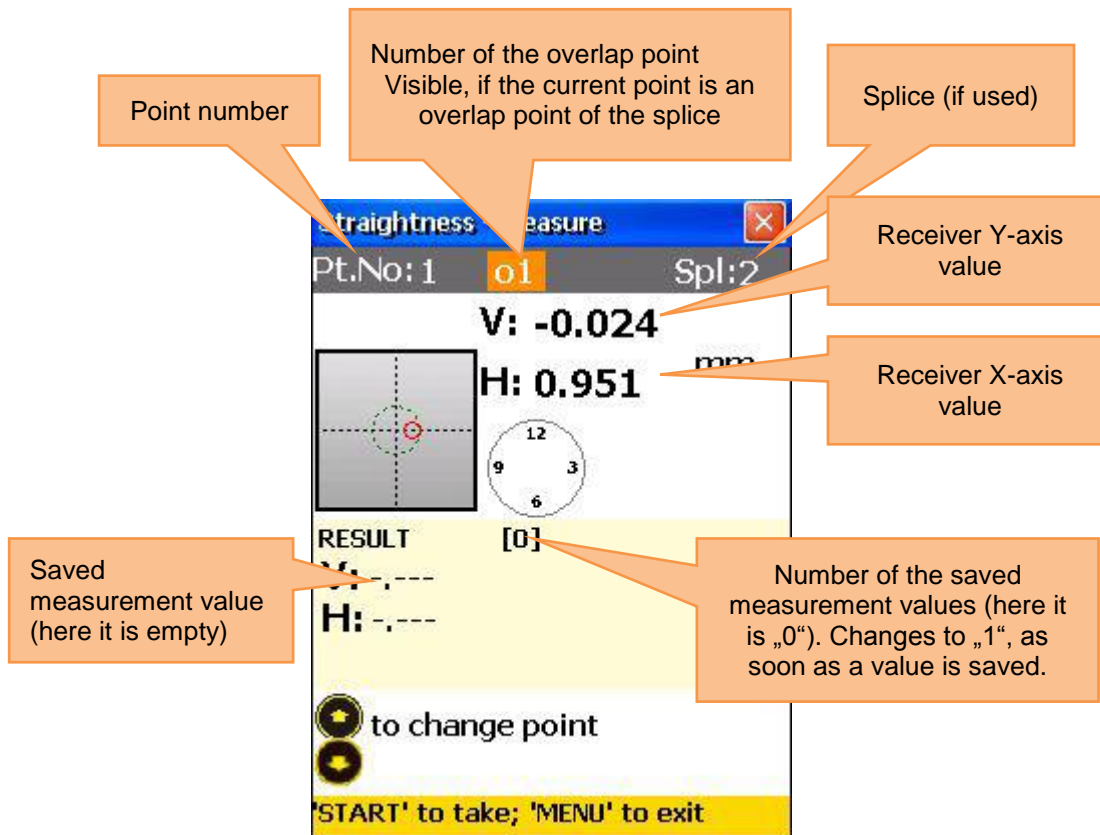 Number of the overlap point
Visible, if the current point is an
overlap point of the splice
Point number
Splice (if used)
Receiver Y-axis
value
Receiver X-axis
value
Saved
measurement value
(here it is empty)
Number of the saved
measurement values (here it
is „0“). Changes to „1“, as
soon as a value is saved.
Straightness easure
Pt.No:1 o1 Spl:2
V: -0.024
mm
H: 0.951
12
9 3
6
RESULT [0]
V: -.---
H: -.---
to change point
'START' to take; 'MENU' to exit